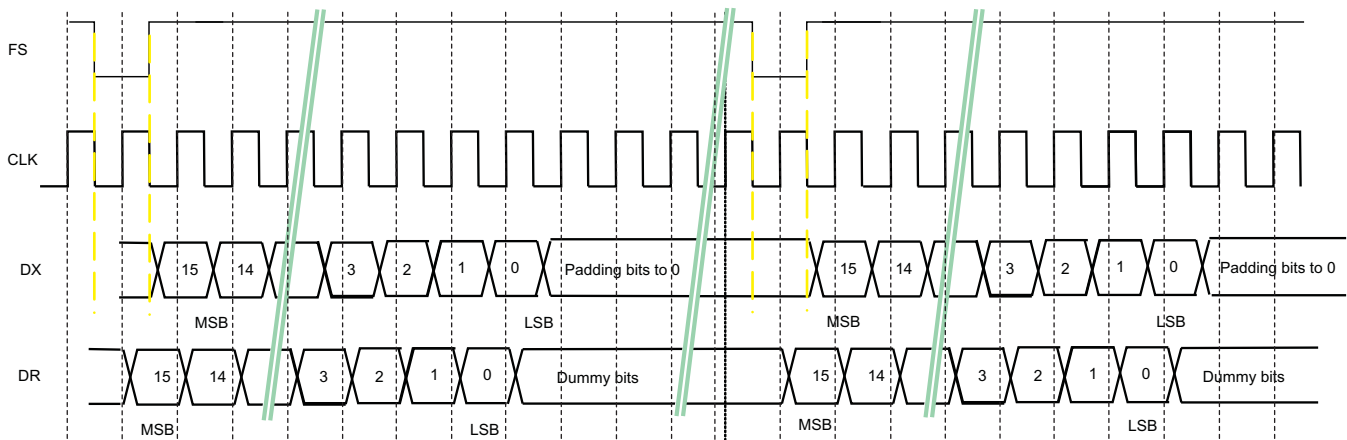 FS
CLK
DX 15 14 3 2 1 0 Padding bits to 0 15 14 3 2 1 0 Padding bits to 0
MSB LSB MSB LSB
DR 15 14 3 2 1 0 Dummy bits 15 14 3 2 1 0 Dummy bits
MSB LSB MSB LSB